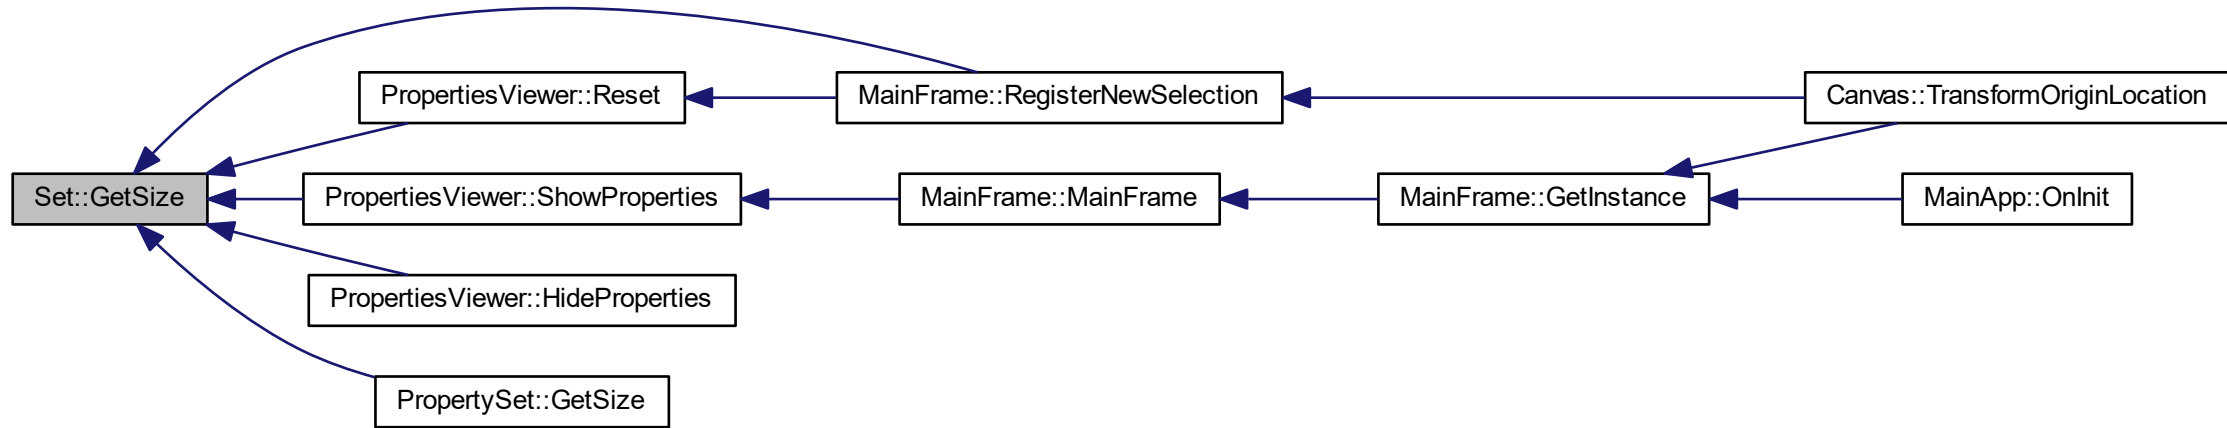 PropertiesViewer::Reset
MainFrame::RegisterNewSelection
Canvas::TransformOriginLocation
Set::GetSize
PropertiesViewer::ShowProperties
MainFrame::MainFrame
MainFrame::GetInstance
MainApp::OnInit
PropertiesViewer::HideProperties
PropertySet::GetSize